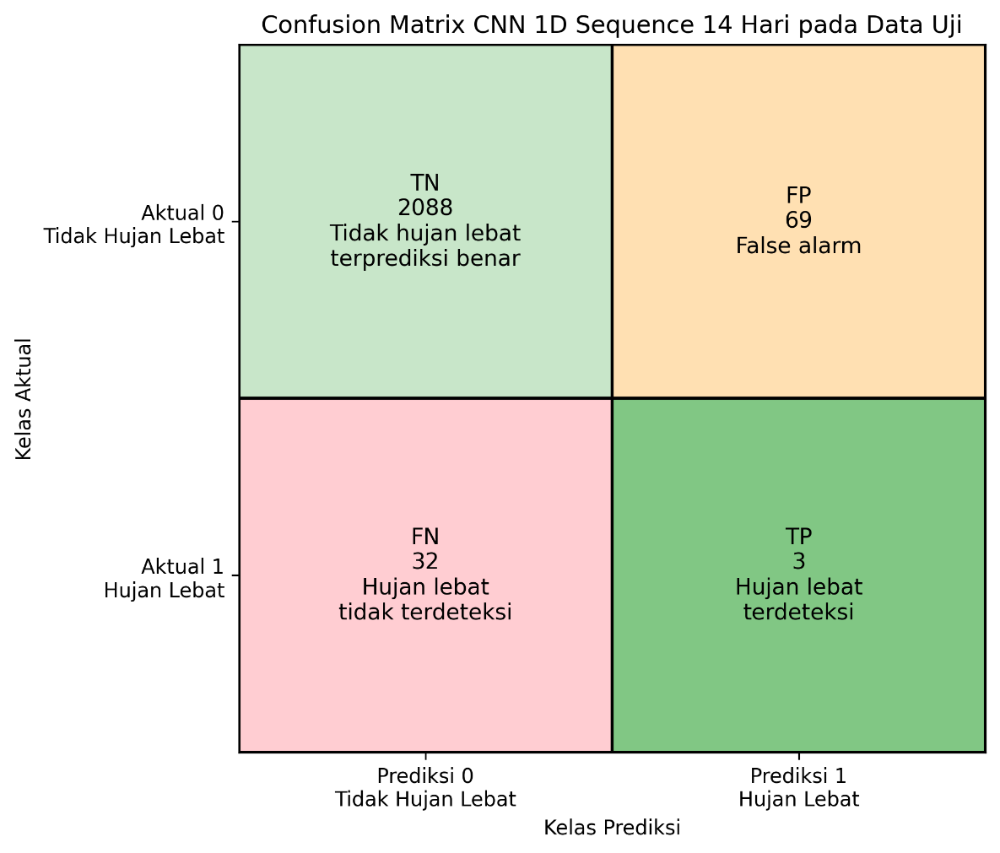 Confusion Matrix CNN 1D Sequence 14 Hari pada Data Uji
TN
2088
Tidak hujan lebat
terprediksi benar
FP
69
False alarm
Aktual 0
Tidak Hujan Lebat
Kelas Aktual
FN
32
Hujan lebat
tidak terdeteksi
TP
3
Hujan lebat
terdeteksi
Aktual 1
Hujan Lebat
Prediksi 0
Tidak Hujan Lebat
Prediksi 1
Hujan Lebat
Kelas Prediksi